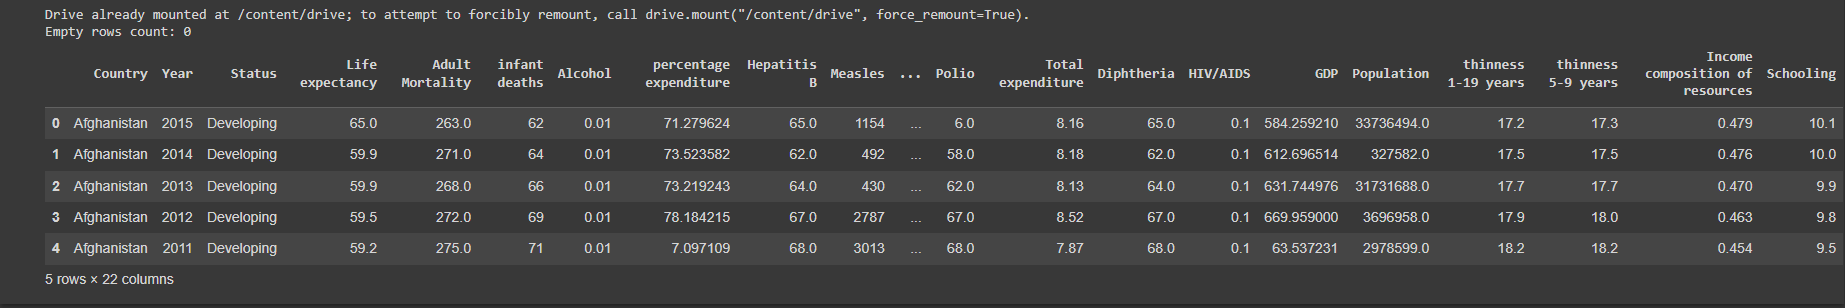 Drive already mounted at /content/drive; to attempt to forcibly remount, call drive.mount("/content/drive", force_remount=True).
Empty rows count: 0
Country Year Status Life expectancy Adult Mortality infant deaths Alcohol percentage expenditure Hepatitis B Measles ... Polio Total expenditure Diphtheria HIV/AIDS GDP Population thinness 1-19 years thinness 5-9 years Income composition of resources Schooling
0 Afghanistan 2015 Developing 65.0 263.0 62 0.01 71.279624 65.0 1154 ... 6.0 8.16 65.0 0.1 584.259210 33736494.0 17.2 17.3 0.479 10.1
1 Afghanistan 2014 Developing 59.9 271.0 64 0.01 73.523582 62.0 492 ... 58.0 8.18 62.0 0.1 612.696514 327582.0 17.5 17.5 0.476 10.0
2 Afghanistan 2013 Developing 59.9 268.0 66 0.01 73.219243 64.0 430 ... 62.0 8.13 64.0 0.1 631.744976 31731688.0 17.7 17.7 0.470 9.9
3 Afghanistan 2012 Developing 59.5 272.0 69 0.01 78.184215 67.0 2787 ... 67.0 8.52 67.0 0.1 669.959000 3696958.0 17.9 18.0 0.463 9.8
4 Afghanistan 2011 Developing 59.2 275.0 71 0.01 7.097109 68.0 3013 ... 68.0 7.87 68.0 0.1 63.537231 2978599.0 18.2 18.2 0.454 9.5
5 rows × 22 columns